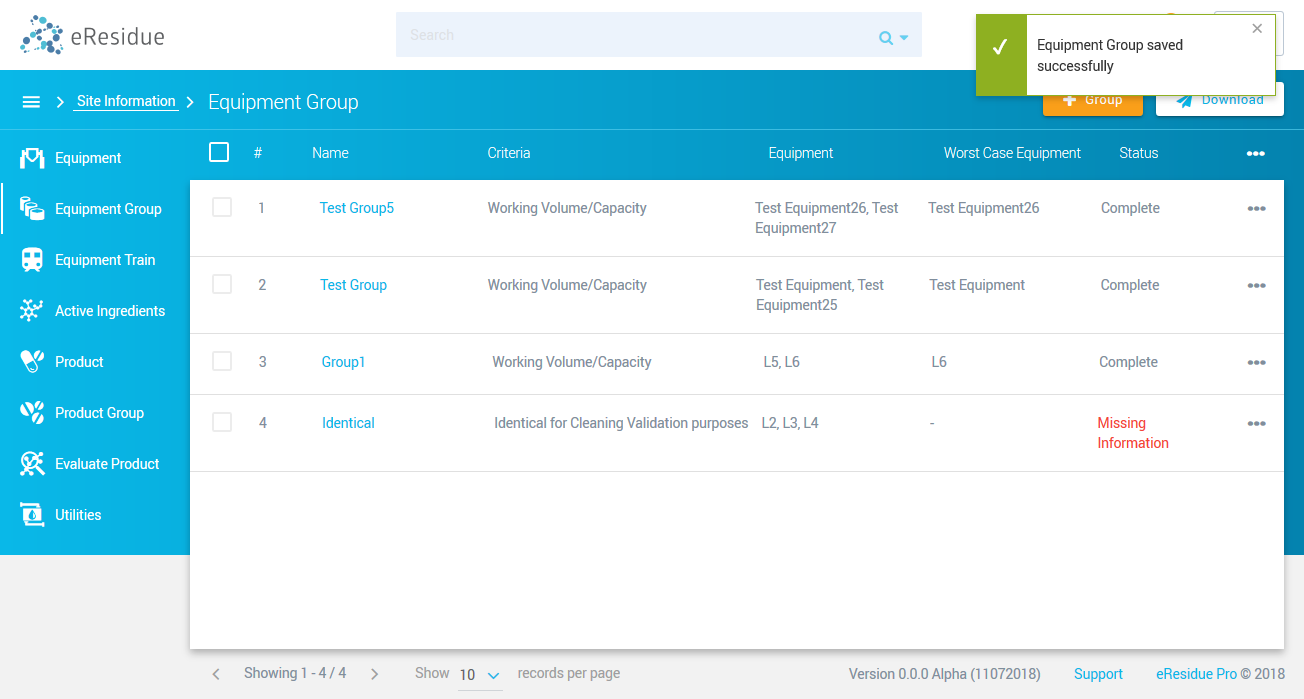 eResidue
Search
Equipment Group saved
successfully
Site Information
Equipment Group
Group
Download
Equipment
Equipment Group
Equipment Train
Active Ingredients
Product
Product Group
Evaluate Product
Utilities
# Name Criteria Equipment Worst Case Equipment Status
1 Test Group5 Working Volume/Capacity Test Equipment26, Test Test Equipment26 Complete
Equipment27
2 Test Group Working Volume/Capacity Test Equipment, Test Test Equipment Complete
Equipment25
3 Group1 Working Volume/Capacity L5, L6 L6 Complete
4 Identical Identical for Cleaning Validation purposes L2, L3, L4 - Missing
Information
Showing 1 - 4 / 4 Show 10 records per page Version 0.0.0 Alpha (11072018) Support eResidue Pro © 2018